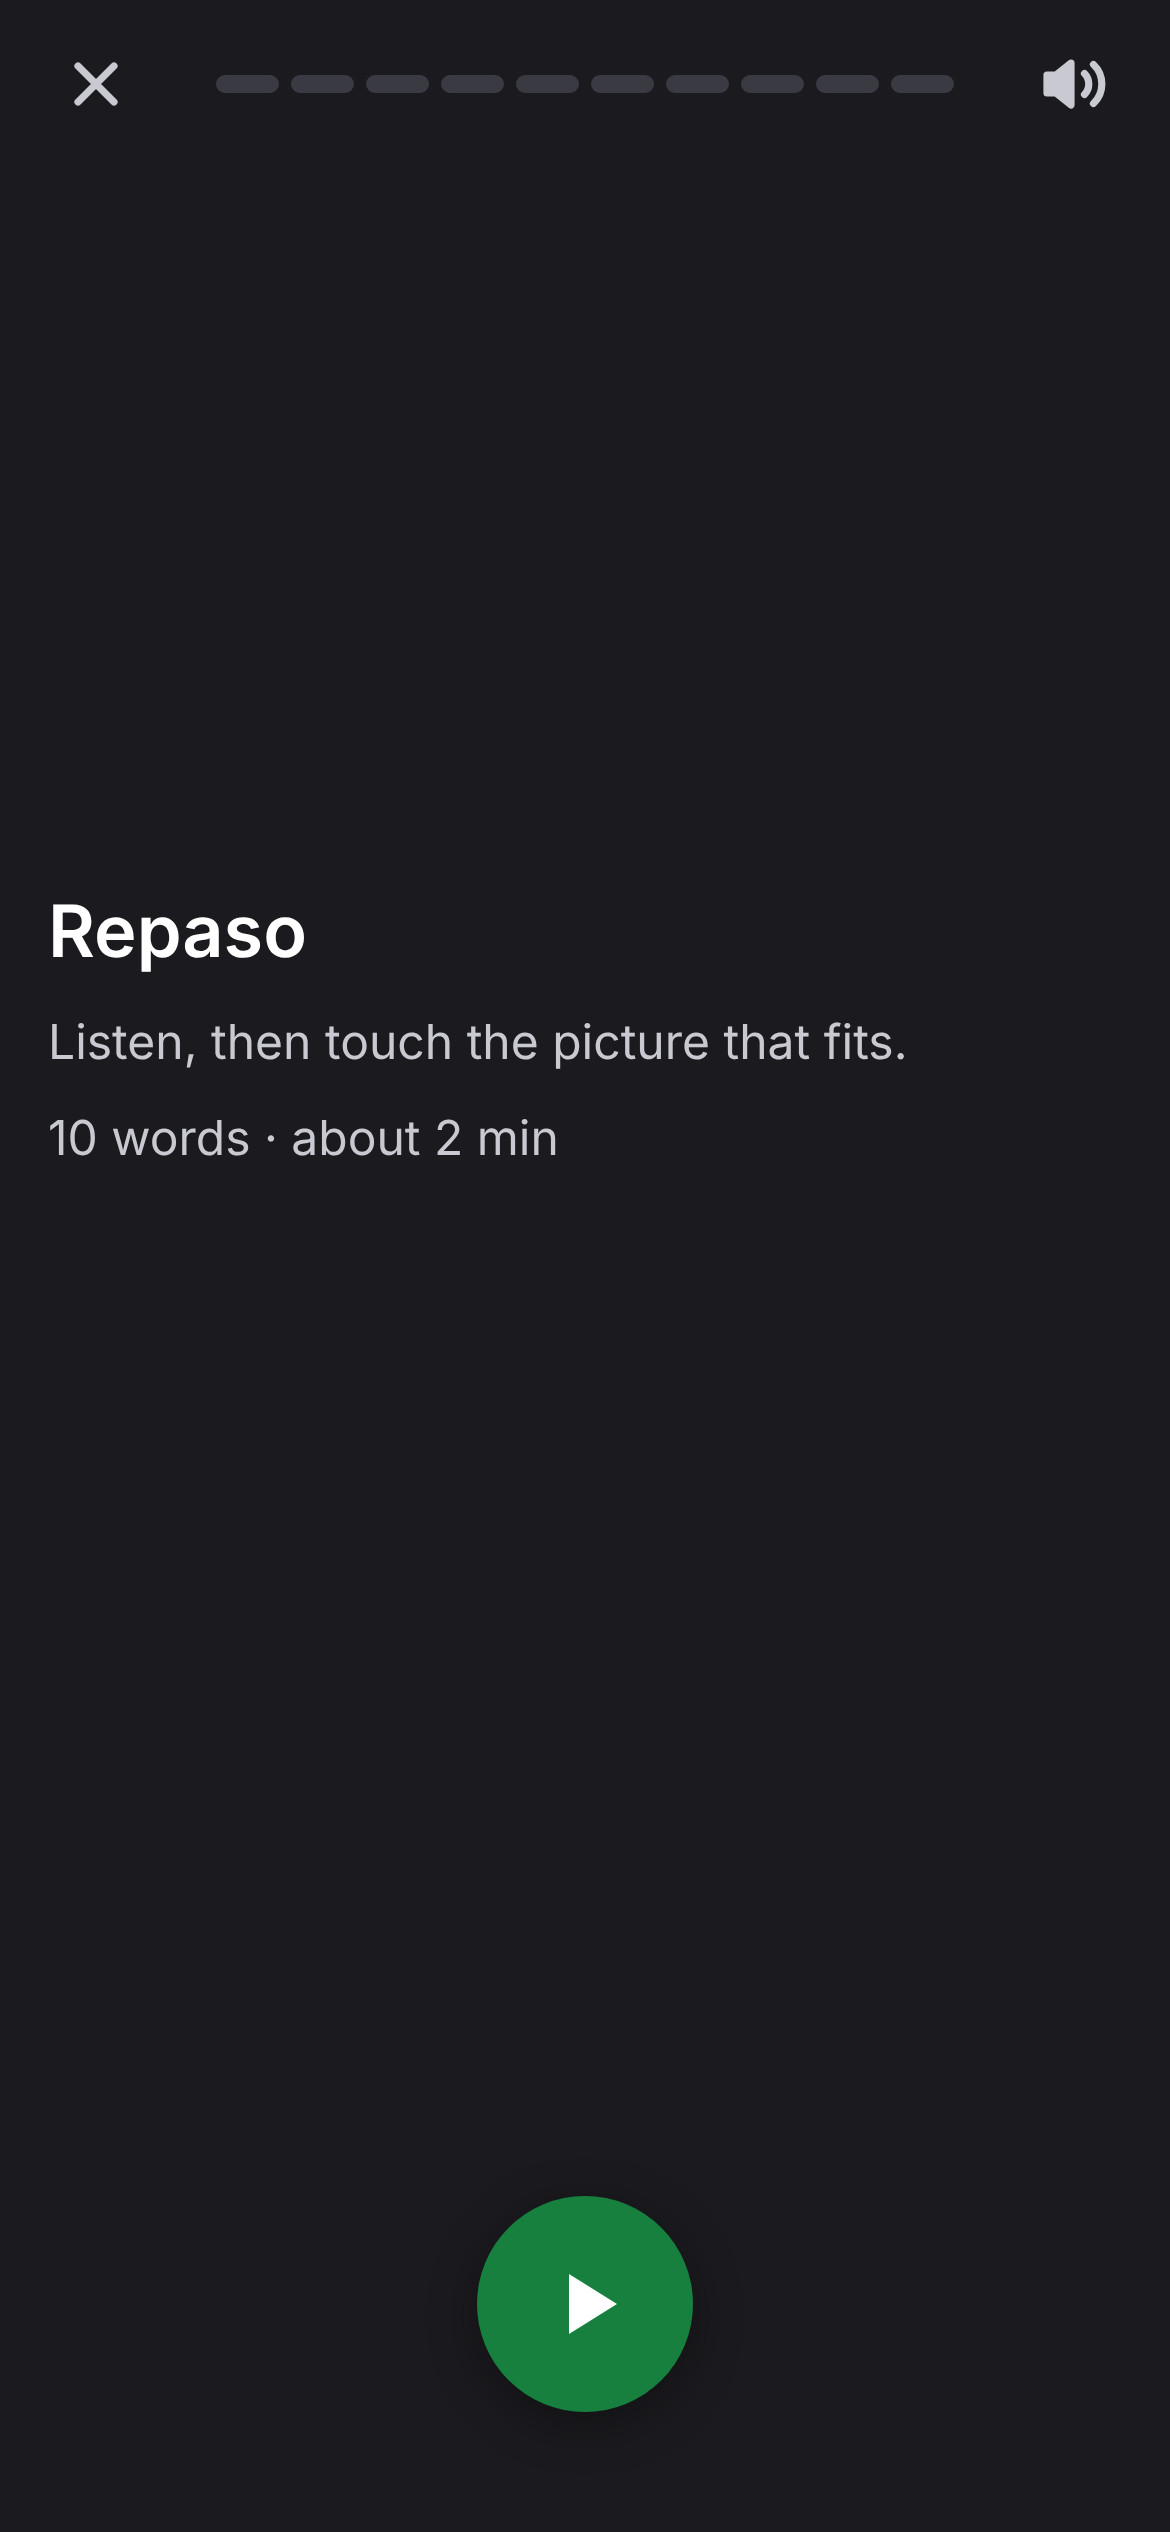 Repaso
Listen, then touch the picture that fits.
10 words · about 2 min